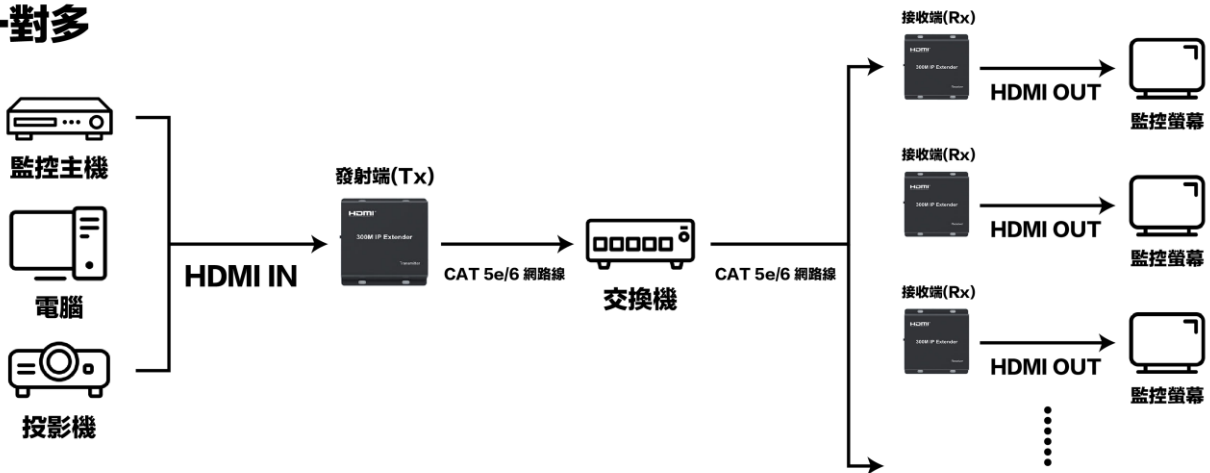 一對多
監控主機
電腦
投影機
HDMI IN
發射端(Tx)
HDMI
300M IP Extender
Transmitter
CAT 5e/6 網路線
交換機
CAT 5e/6 網路線
接收端(Rx)
HDMI
300M IP Extender
Receiver
HDMI OUT
監控螢幕
接收端(Rx)
HDMI
300M IP Extender
Receiver
HDMI OUT
監控螢幕
接收端(Rx)
HDMI
300M IP Extender
Receiver
HDMI OUT
監控螢幕